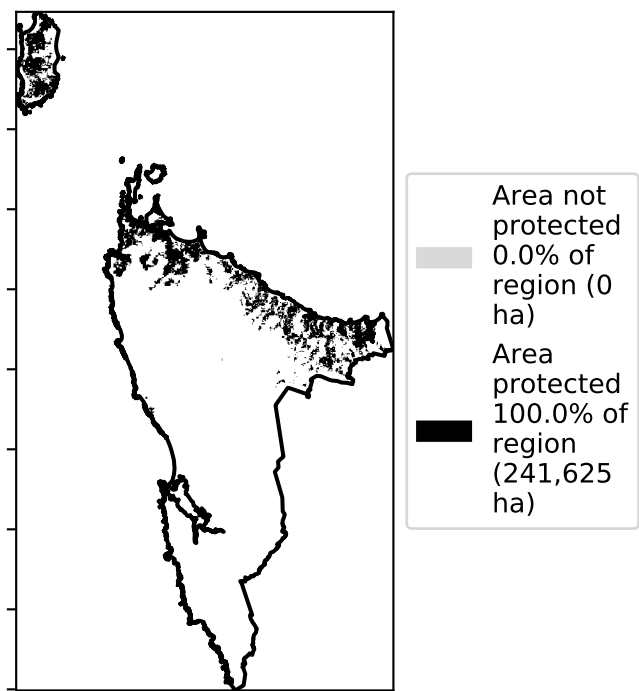 Area not
protected
0.0% of
region (0
ha)
Area
protected
100.0% of
region
(241,625
ha)